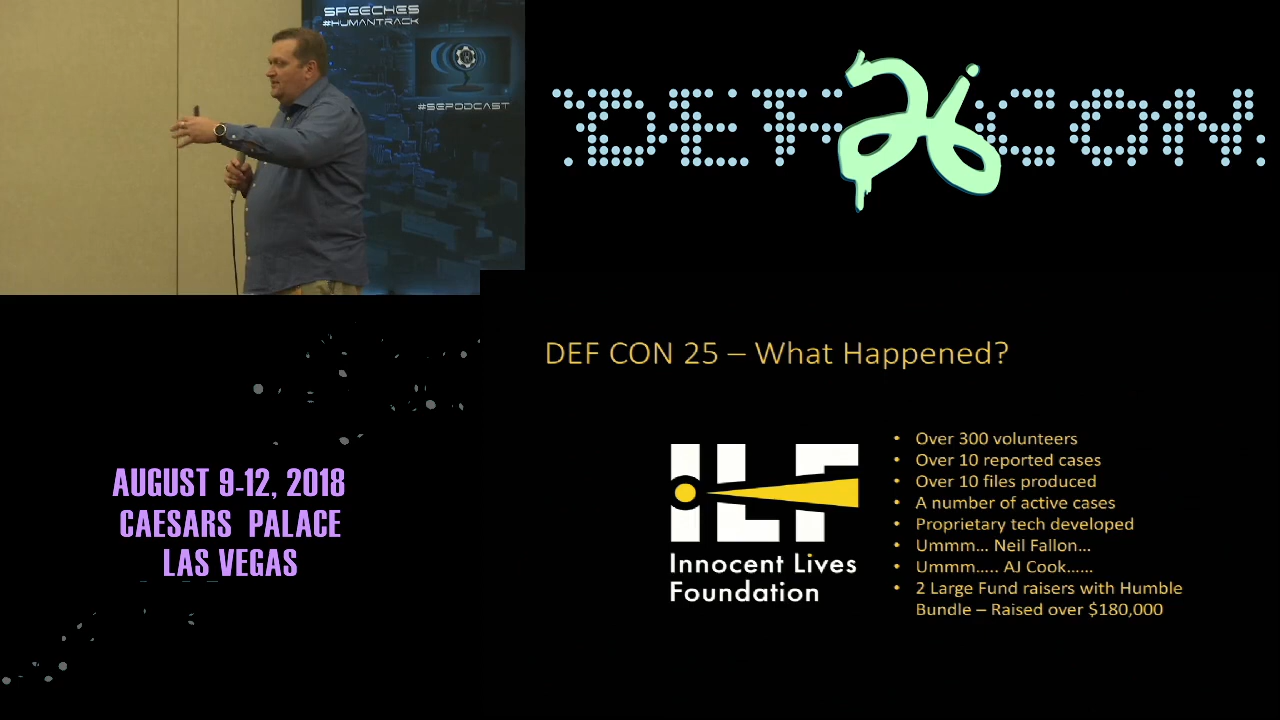 SPEECHES
#HUMANTRACK
#SEPODCAST
DEF 26 CON
AUGUST 9-12, 2018
CAESARS PALACE
LAS VEGAS
DEF CON 25 – What Happened?
ILF
Innocent Lives
Foundation
• Over 300 volunteers
• Over 10 reported cases
• Over 10 files produced
• A number of active cases
• Proprietary tech developed
• Ummm... Neil Fallon...
• Ummm..... AJ Cook......
• 2 Large Fund raisers with Humble
Bundle – Raised over $180,000